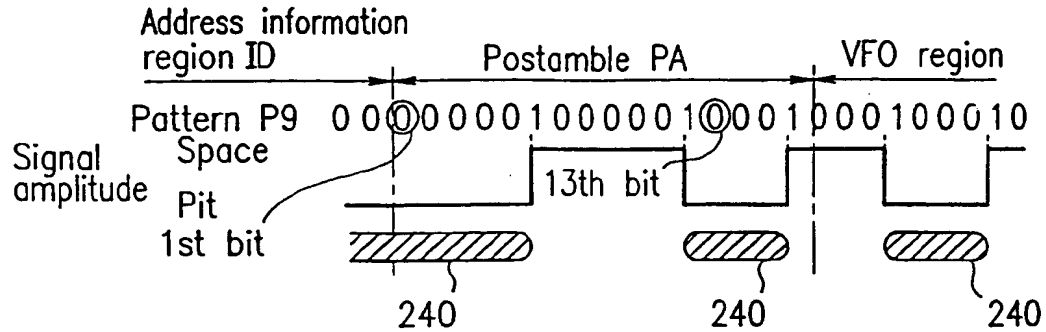 Address information
region ID
Postamble PA
VFO region
Pattern P9 0 0 0 0 0 0 0 1 0 0 0 0 0 1 0 0 0 1 0 0 0 1 0 0 0 1 0
Signal
amplitude
Space
Pit
1st bit
13th bit
240
240
240